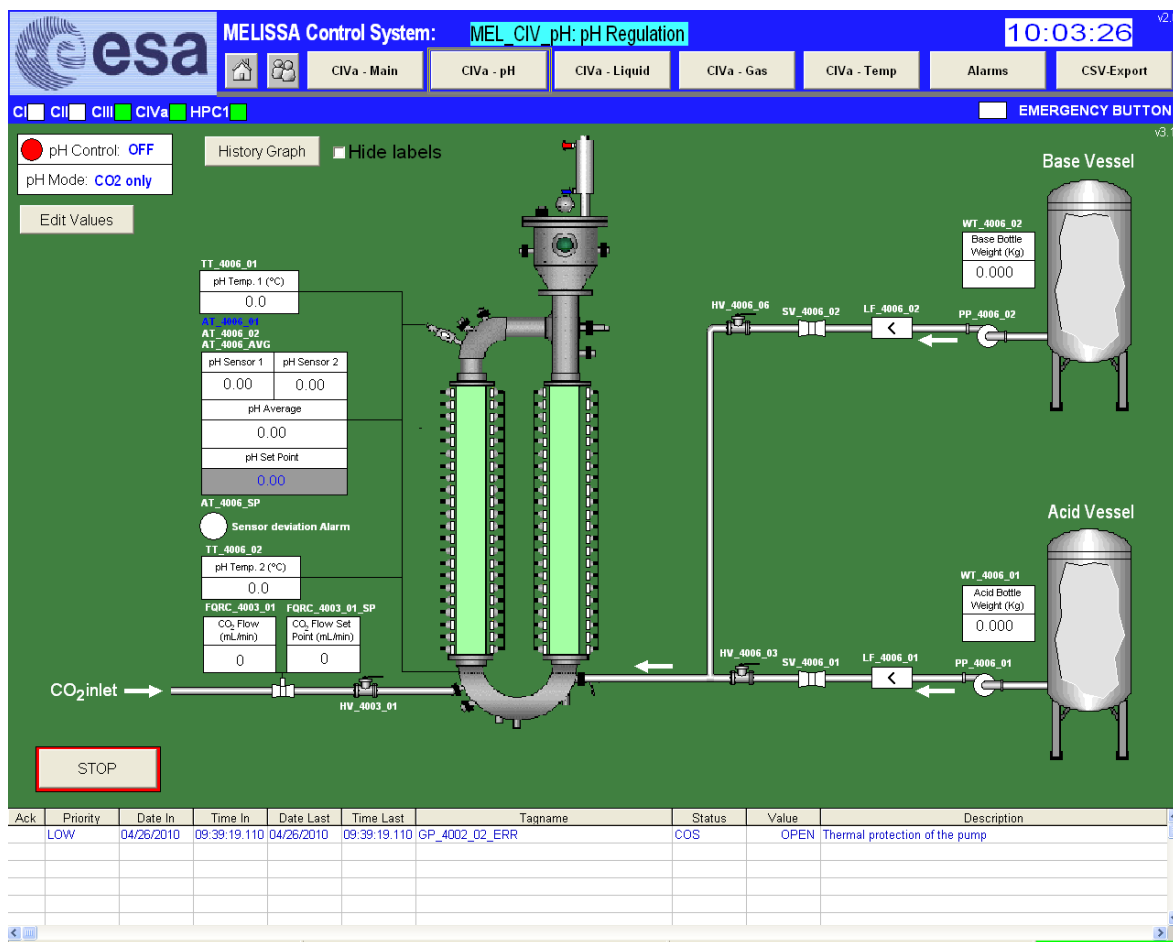 esa
MELISSA Control System: MEL_CIV_pH: pH Regulation
10:03:26
CIVa - Main
CIVa - pH
CIVa - Liquid
CIVa - Gas
CIVa - Temp
Alarms
CSV-Export
CI CII CIII CIVa HPC1
EMERGENCY BUTTON
pH Control: OFF
pH Mode: CO2 only
Edit Values
History Graph
Hide labels
Base Vessel
WT_4006_02
Base Bottle
Weight (Kg)
0.000
TT_4006_01
pH Temp. 1 (°C)
0.0
AT_4006_01
AT_4006_02
AT_4006_AVG
pH Sensor 1
pH Sensor 2
0.00
0.00
pH Average
0.00
pH Set Point
0.00
AT_4006_SP
Sensor deviation Alarm
HV_4006_06
SV_4006_02
LF_4006_02
<
PP_4006_02
TT_4006_02
pH Temp. 2 (°C)
0.0
FQRC_4003_01
FQRC_4003_01_SP
CO2 Flow
(mL/min)
0
CO2 Flow Set
Point (mL/min)
0
Acid Vessel
WT_4006_01
Acid Bottle
Weight (Kg)
0.000
HV_4006_03
SV_4006_01
LF_4006_01
<
PP_4006_01
CO2inlet
HV_4003_01
STOP
Ack Priority Date In Time In Date Last Time Last Tagname Status Value Description
LOW 04/26/2010 09:39:19.110 04/26/2010 09:39:19.110 GP_4002_02_ERR COS OPEN Thermal protection of the pump